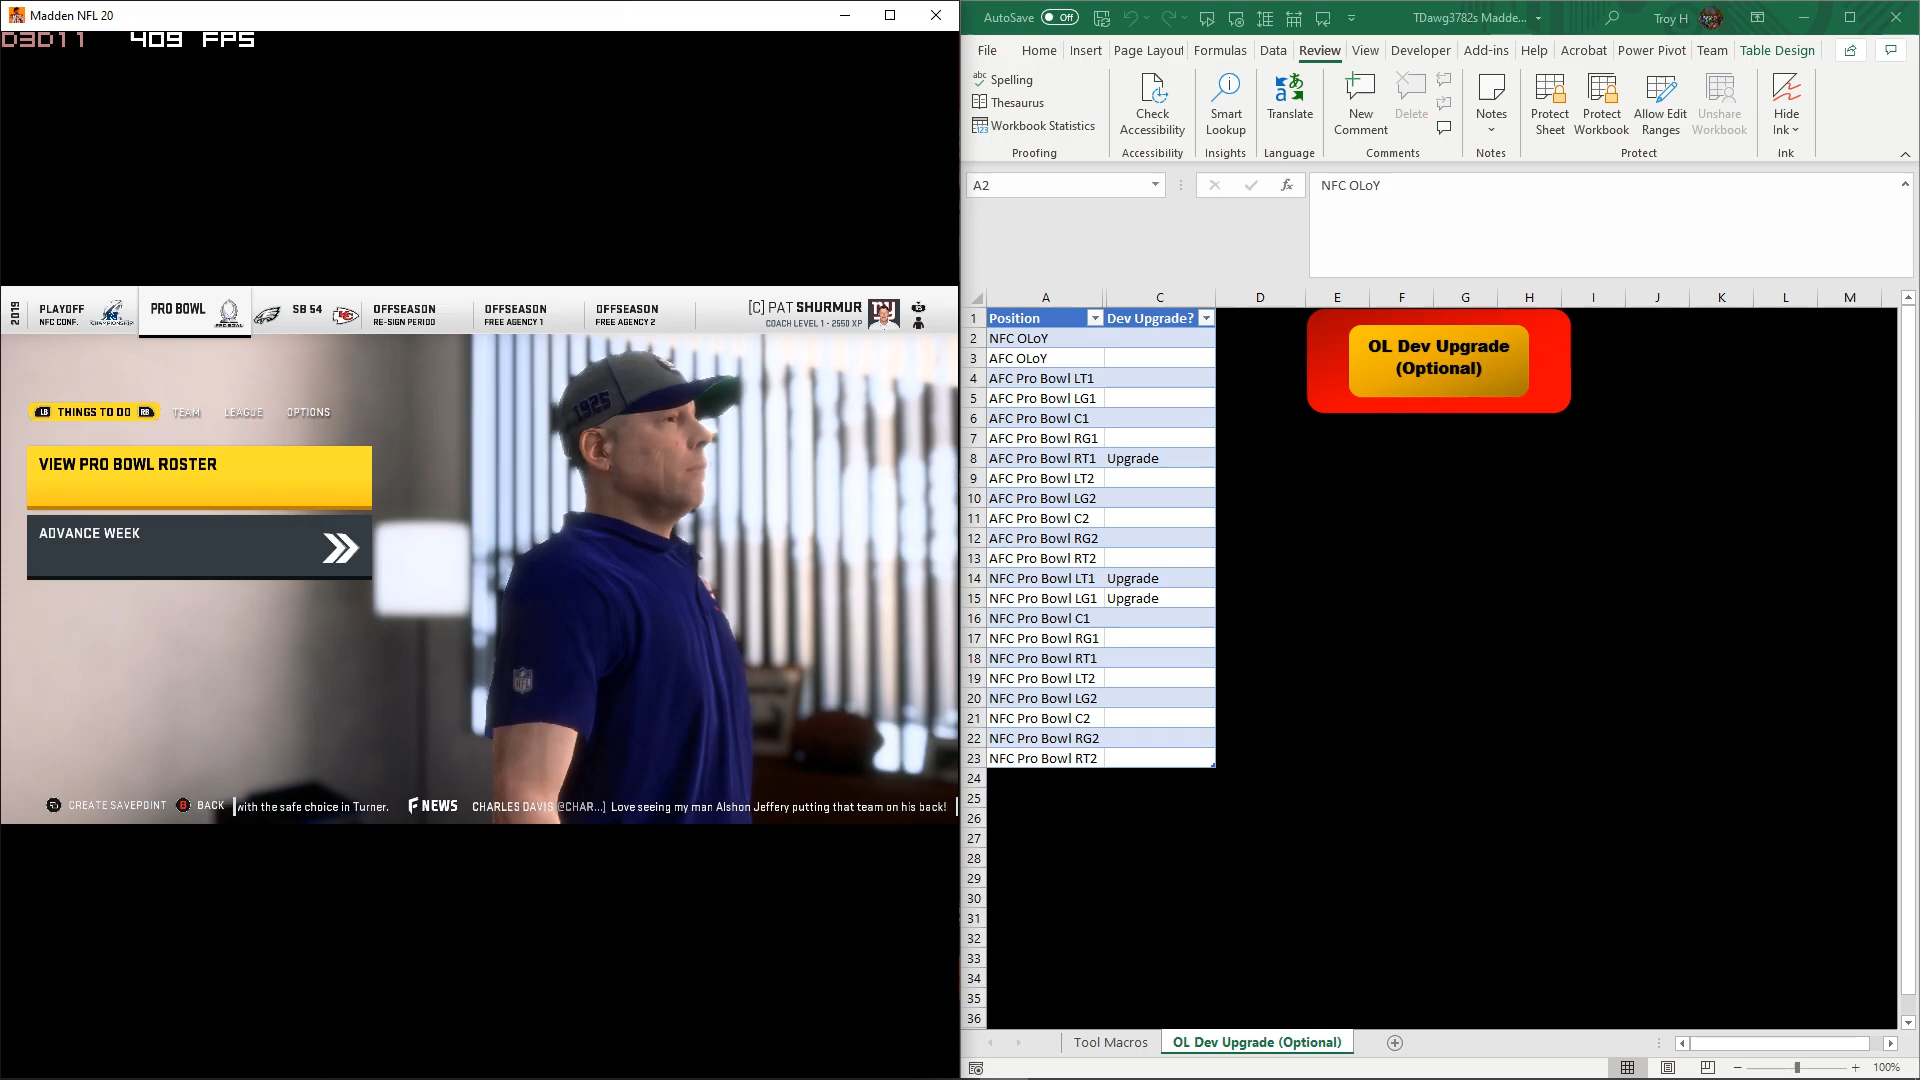 Madden NFL 20
D3D11 409 FPS
2019
PLAYOFF
NFC CONF.
PRO BOWL
SB 54
OFFSEASON
RE-SIGN PERIOD
OFFSEASON
FREE AGENCY 1
OFFSEASON
FREE AGENCY 2
[C] PAT SHURMUR
COACH LEVEL 1 - 2550 XP
LB THINGS TO DO RB TEAM LEAGUE OPTIONS
VIEW PRO BOWL ROSTER
ADVANCE WEEK
1925
NFL
CREATE SAVEPOINT B BACK with the safe choice in Turner. NEWS CHARLES DAVIS @CHAR...] Love seeing my man Alshon Jeffery putting that team on his back!
AutoSave Off TDawg3782s Madde... Troy H
File Home Insert Page Layout Formulas Data Review View Developer Add-ins Help Acrobat Power Pivot Team Table Design
Spelling
Thesaurus
Workbook Statistics
Proofing
Check Accessibility
Accessibility
Smart Lookup
Insights
Translate
Language
New Comment
Delete
Comments
Notes
Notes
Protect Sheet
Protect Workbook
Allow Edit Ranges
Unshare Workbook
Protect
Hide Ink
Ink
A2 fx NFC OLoY
A C D E F G H I J K L M
1 Position Dev Upgrade?
2 NFC OLoY
3 AFC OLoY
4 AFC Pro Bowl LT1
5 AFC Pro Bowl LG1
6 AFC Pro Bowl C1
7 AFC Pro Bowl RG1
8 AFC Pro Bowl RT1 Upgrade
9 AFC Pro Bowl LT2
10 AFC Pro Bowl LG2
11 AFC Pro Bowl C2
12 AFC Pro Bowl RG2
13 AFC Pro Bowl RT2
14 NFC Pro Bowl LT1 Upgrade
15 NFC Pro Bowl LG1 Upgrade
16 NFC Pro Bowl C1
17 NFC Pro Bowl RG1
18 NFC Pro Bowl RT1
19 NFC Pro Bowl LT2
20 NFC Pro Bowl LG2
21 NFC Pro Bowl C2
22 NFC Pro Bowl RG2
23 NFC Pro Bowl RT2
24
25
26
27
28
29
30
31
32
33
34
35
36
OL Dev Upgrade
(Optional)
Tool Macros OL Dev Upgrade (Optional)
100%